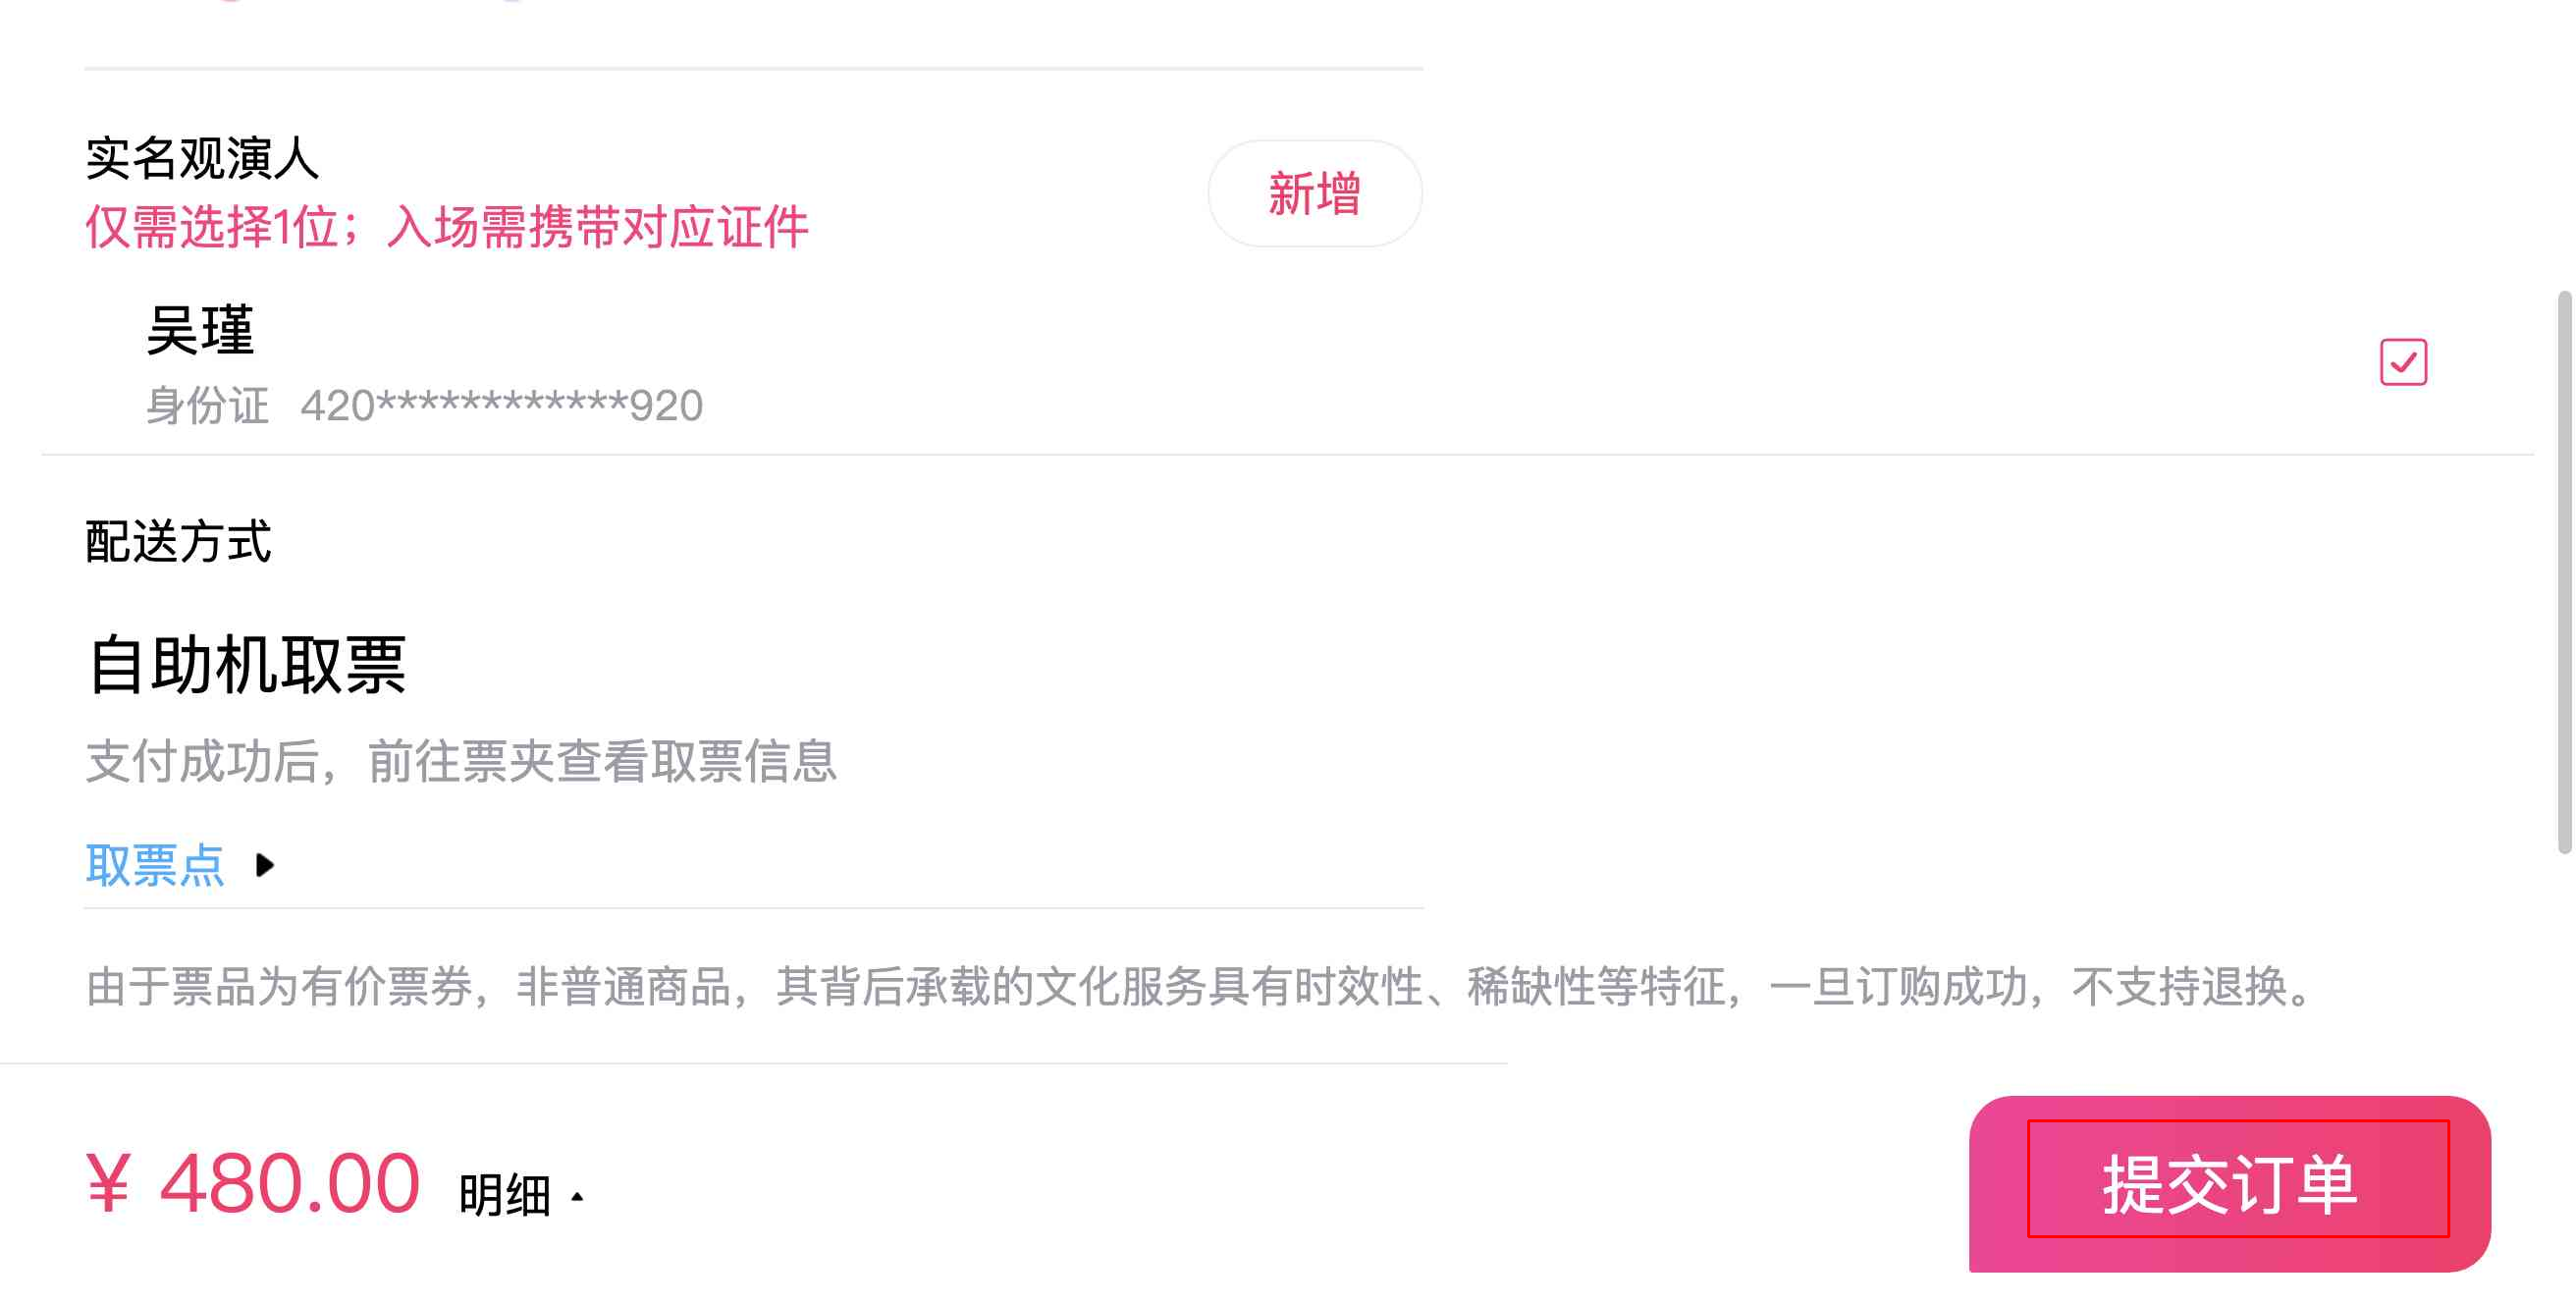 实名观演人
新增
仅需选择1位；入场需携带对应证件
吴瑾
身份证 420************920
配送方式
自助机取票
支付成功后，前往票夹查看取票信息
取票点
由于票品为有价票券，非普通商品，其背后承载的文化服务具有时效性、稀缺性等特征，一旦订购成功，不支持退换。
¥ 480.00 明细
提交订单